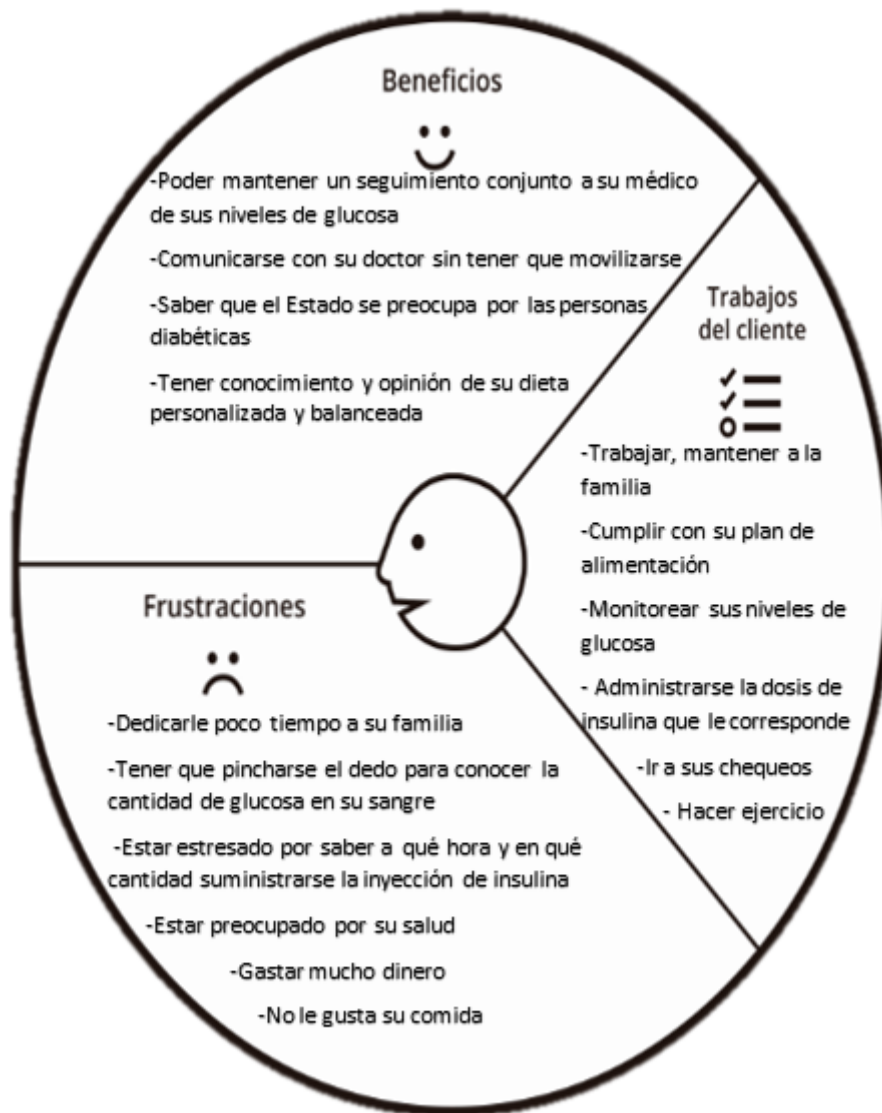 Beneficios
-Poder mantener un seguimiento conjunto a su médico
de sus niveles de glucosa
-Comunicarse con su doctor sin tener que movilizarse
-Saber que el Estado se preocupa por las personas
diabéticas
-Tener conocimiento y opinión de su dieta
personalizada y balanceada
Trabajos
del cliente
-Trabajar, mantener a la
familia
-Cumplir con su plan de
alimentación
-Monitorear sus niveles de
glucosa
- Administrarse la dosis de
insulina que le corresponde
-Ir a sus chequeos
- Hacer ejercicio
Frustraciones
-Dedicarle poco tiempo a su familia
-Tener que pincharse el dedo para conocer la
cantidad de glucosa en su sangre
-Estar estresado por saber a qué hora y en qué
cantidad suministrarse la inyección de insulina
-Estar preocupado por su salud
-Gastar mucho dinero
-No le gusta su comida